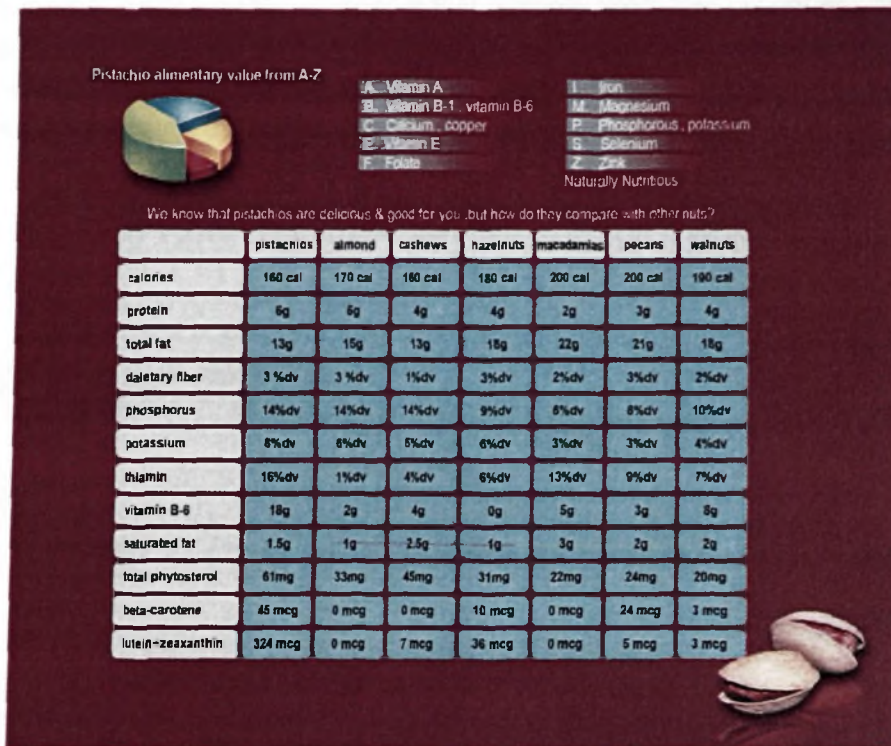 Pistachio alimentary value from A-Z
A Vitamin A
B Vitamin B-1 , vitamin B-6
C Calcium , copper
E Vitamin E
F Folate
I Iron
M Magnesium
P Phosphorous , potassium
S Selenium
Z Zink
Naturally Nutritious
We know that pistachios are delicious & good for you .but how do they compare with other nuts?
pistachios almond cashews hazelnuts macadamias pecans walnuts
calories 160 cal 170 cal 160 cal 180 cal 200 cal 200 cal 190 cal
protein 6g 6g 4g 4g 2g 3g 4g
total fat 13g 15g 13g 18g 22g 21g 18g
daietary fiber 3 %dv 3 %dv 1%dv 3%dv 2%dv 3%dv 2%dv
phosphorus 14%dv 14%dv 14%dv 9%dv 8%dv 10%dv
potassium 8%dv 6%dv 5%dv 6%dv 3%dv 3%dv 4%dv
thiamin 16%dv 1%dv 4%dv 6%dv 13%dv 9%dv 7%dv
vitamin B-6 18g 2g 4g 0g 5g 3g 8g
saturated fat 1.5g 1g 2.5g 1g 3g 2g 2g
total phytosterol 61mg 33mg 45mg 31mg 22mg 24mg 20mg
beta-carotene 45 mcg 0 mcg 0 mcg 10 mcg 0 mcg 24 mcg 3 mcg
lutein-zeaxanthin 324 mcg 0 mcg 7 mcg 36 mcg 0 mcg 5 mcg 3 mcg